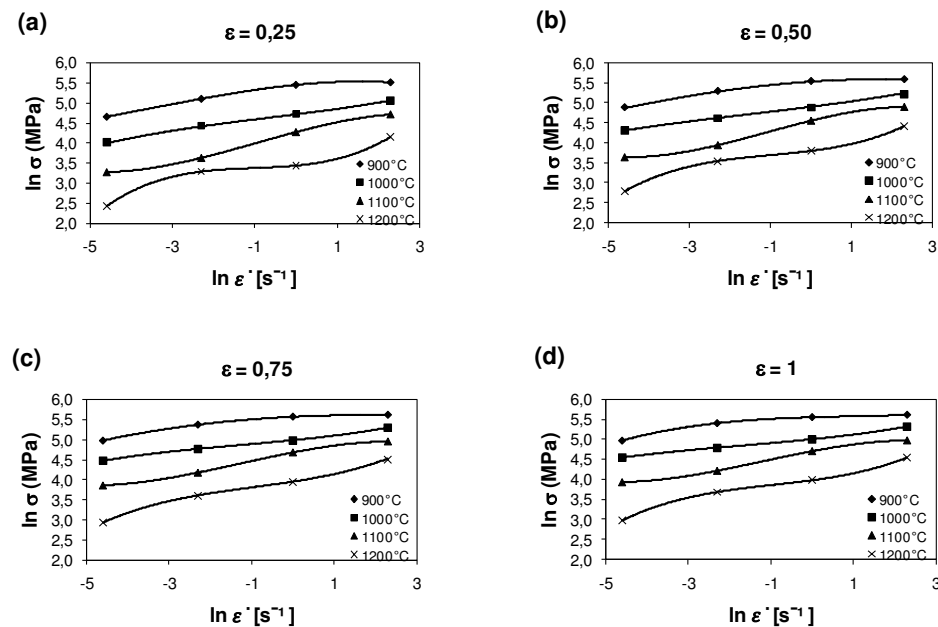 (a)
ε = 0,25
6,0
5,5
5,0
4,5
4,0
3,5
3,0
2,5
2,0
ln σ (MPa)
900°C
1000°C
1100°C
1200°C
-5 -3 -1 1 3
ln ε˙ [s⁻¹]
(b)
ε = 0,50
6,0
5,5
5,0
4,5
4,0
3,5
3,0
2,5
2,0
ln σ (MPa)
900°C
1000°C
1100°C
1200°C
-5 -3 -1 1 3
ln ε˙ [s⁻¹]
(c)
ε = 0,75
6,0
5,5
5,0
4,5
4,0
3,5
3,0
2,5
2,0
ln σ (MPa)
900°C
1000°C
1100°C
1200°C
-5 -3 -1 1 3
ln ε˙ [s⁻¹]
(d)
ε = 1
6,0
5,5
5,0
4,5
4,0
3,5
3,0
2,5
2,0
ln σ (MPa)
900°C
1000°C
1100°C
1200°C
-5 -3 -1 1 3
ln ε˙ [s⁻¹]